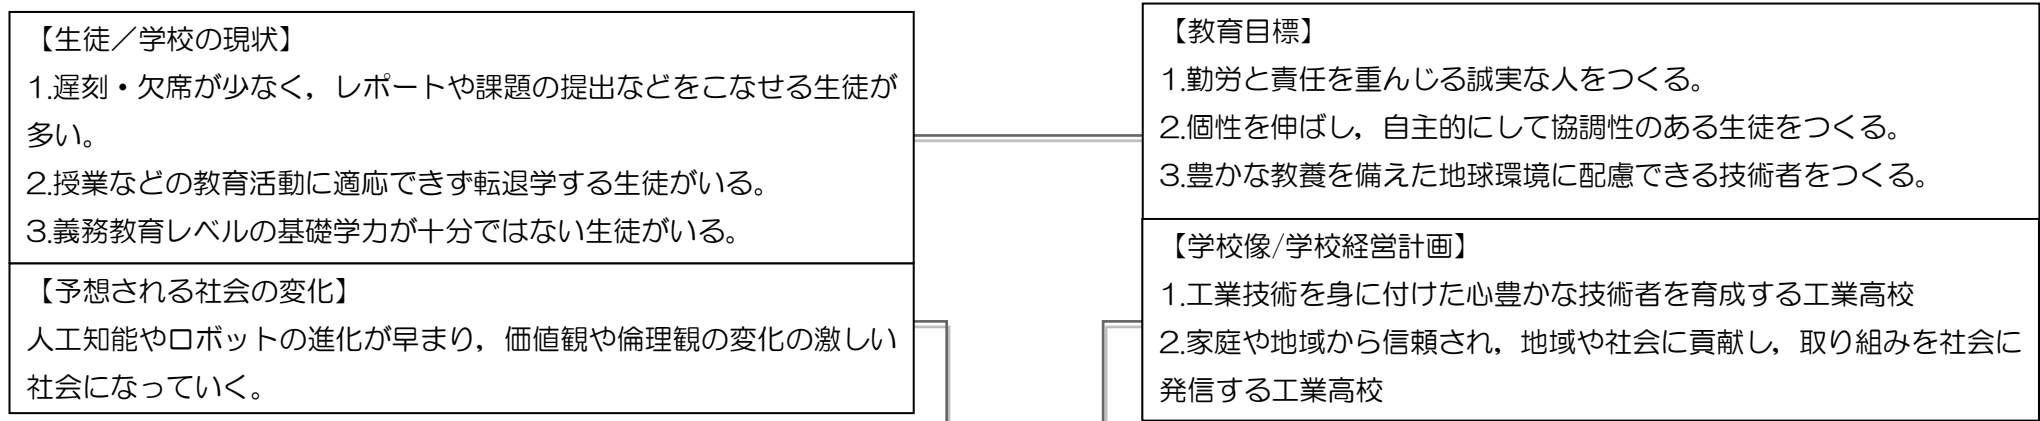 【生徒／学校の現状】
1.遅刻・欠席が少なく，レポートや課題の提出などをこなせる生徒が
多い。
2.授業などの教育活動に適応できず転退学する生徒がいる。
3.義務教育レベルの基礎学力が十分ではない生徒がいる。
【予想される社会の変化】
人工知能やロボットの進化が早まり，価値観や倫理観の変化の激しい
社会になっていく。
【教育目標】
1.勤労と責任を重んじる誠実な人をつくる。
2.個性を伸ばし，自主的にして協調性のある生徒をつくる。
3.豊かな教養を備えた地球環境に配慮できる技術者をつくる。
【学校像/学校経営計画】
1.工業技術を身に付けた心豊かな技術者を育成する工業高校
2.家庭や地域から信頼され，地域や社会に貢献し，取り組みを社会に
発信する工業高校